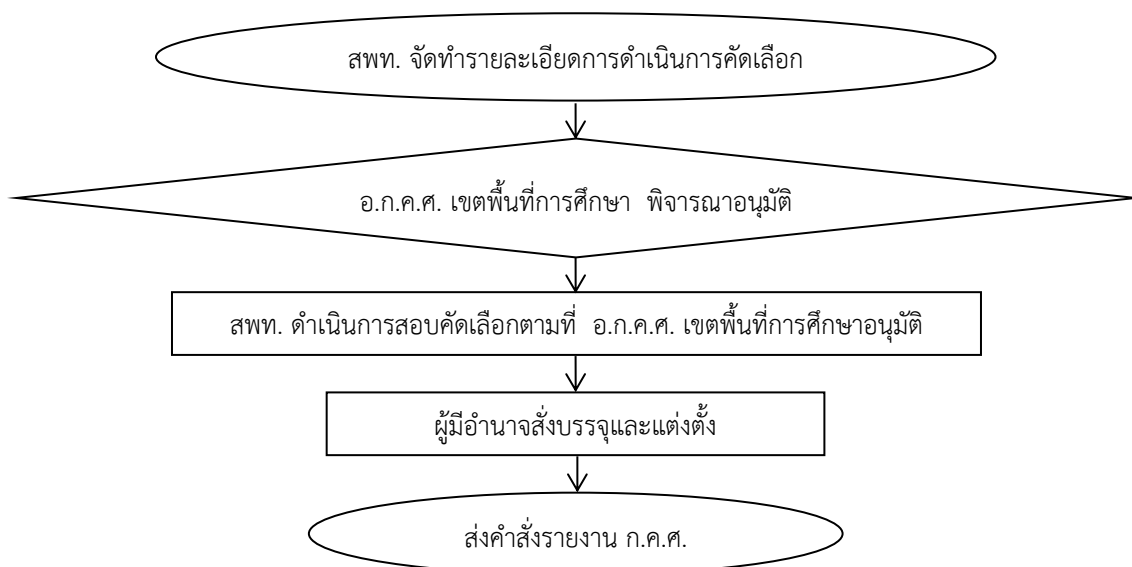 สพท. จัดทำรายละเอียดการดำเนินการคัดเลือก
อ.ก.ค.ศ. เขตพื้นที่การศึกษา พิจารณาอนุมัติ
สพท. ดำเนินการสอบคัดเลือกตามที่ อ.ก.ค.ศ. เขตพื้นที่การศึกษาอนุมัติ
ผู้มีอำนาจสั่งบรรจุและแต่งตั้ง
ส่งคำสั่งรายงาน ก.ค.ศ.